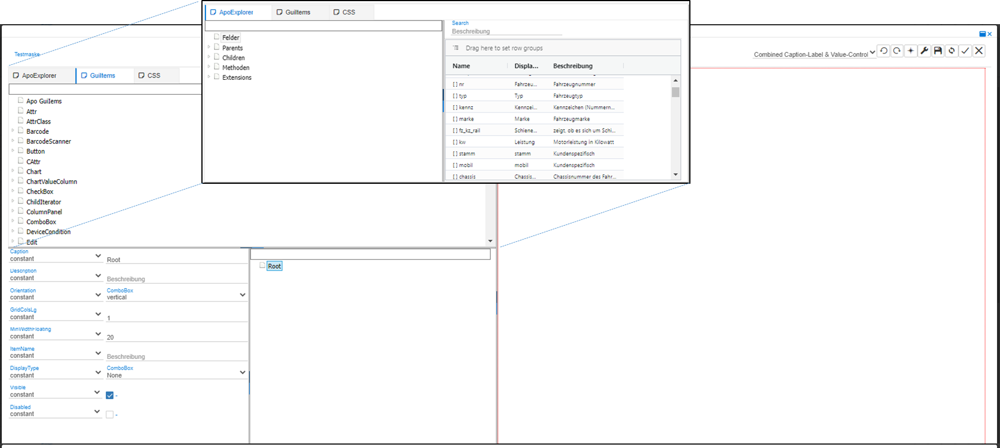 ApoExplorer GuiItems CSS
Search
Beschreibung
Felder
Parents
Children
Methoden
Extensions
Drag here to set row groups
Name Displa... Beschreibung
[ ] nr Fahrzeu... Fahrzeugnummer
[ ] typ Typ Fahrzeugtyp
[ ] kennz Kennzei... Kennzeichen (Nummern...
[ ] marke Marke Fahrzeugmarke
[ ] fz_kz_rail Schiene... zeigt, ob es sich um Schi...
[ ] kw Leistung Motorleistung in Kilowatt
[ ] stamm stamm Kundenspezifisch
[ ] mobil mobil Kundenspezifisch
[ ] chassis Chassis... Chassisnummer des Fahr...
Testmaske
Combined Caption-Label & Value-Control
ApoExplorer GuiItems CSS
Apo GuiIems
Attr
AttrClass
Barcode
BarcodeScanner
Button
CAttr
Chart
ChartValueColumn
CheckBox
ChildIterator
ColumnPanel
ComboBox
DeviceCondition
Edit
Caption
constant Root
Description
constant Beschreibung
Orientation ComboBox
constant vertical
GridColsLg
constant 1
MinWidthFloating
constant 20
ItemName
constant Beschreibung
DisplayType ComboBox
constant None
Visible
constant -
Disabled
constant -
Root